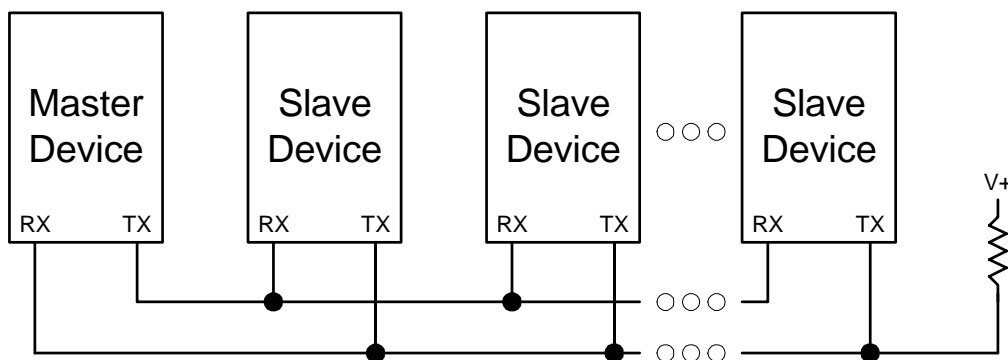 Master
Device
Slave
Device
Slave
Device
Slave
Device
RX TX
RX TX
RX TX
RX TX
V+